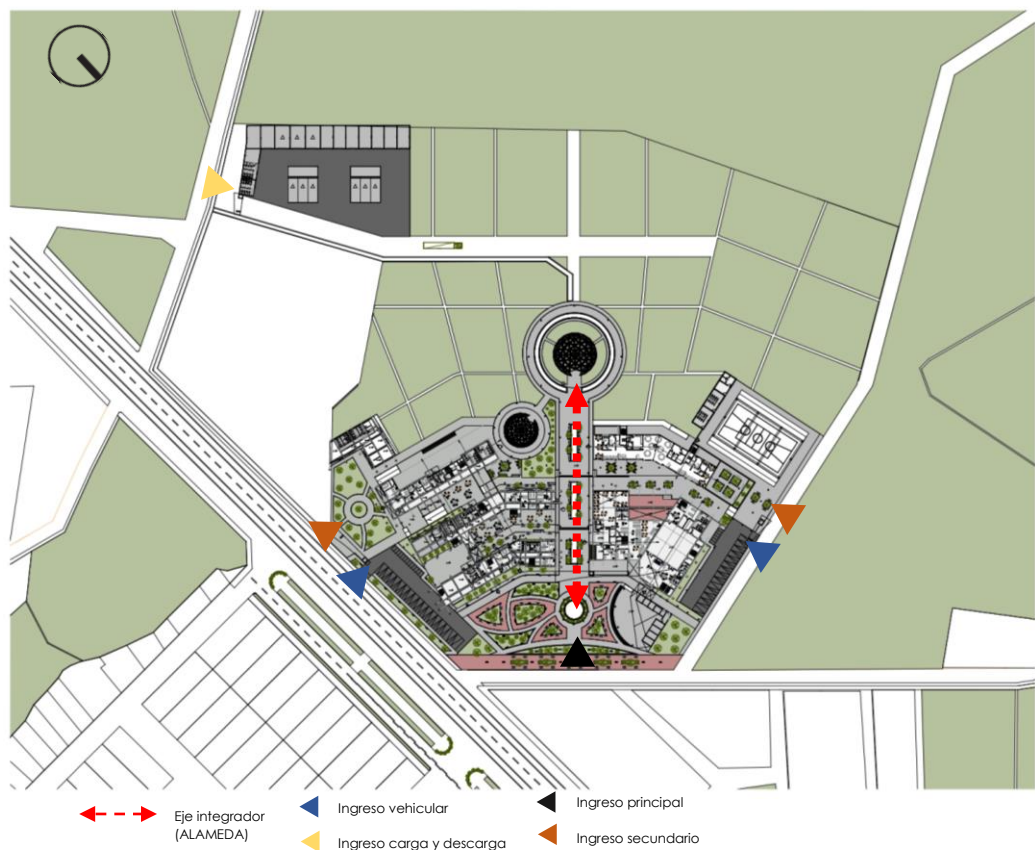 Eje integrador
(ALAMEDA)
Ingreso vehicular
Ingreso carga y descarga
Ingreso principal
Ingreso secundario